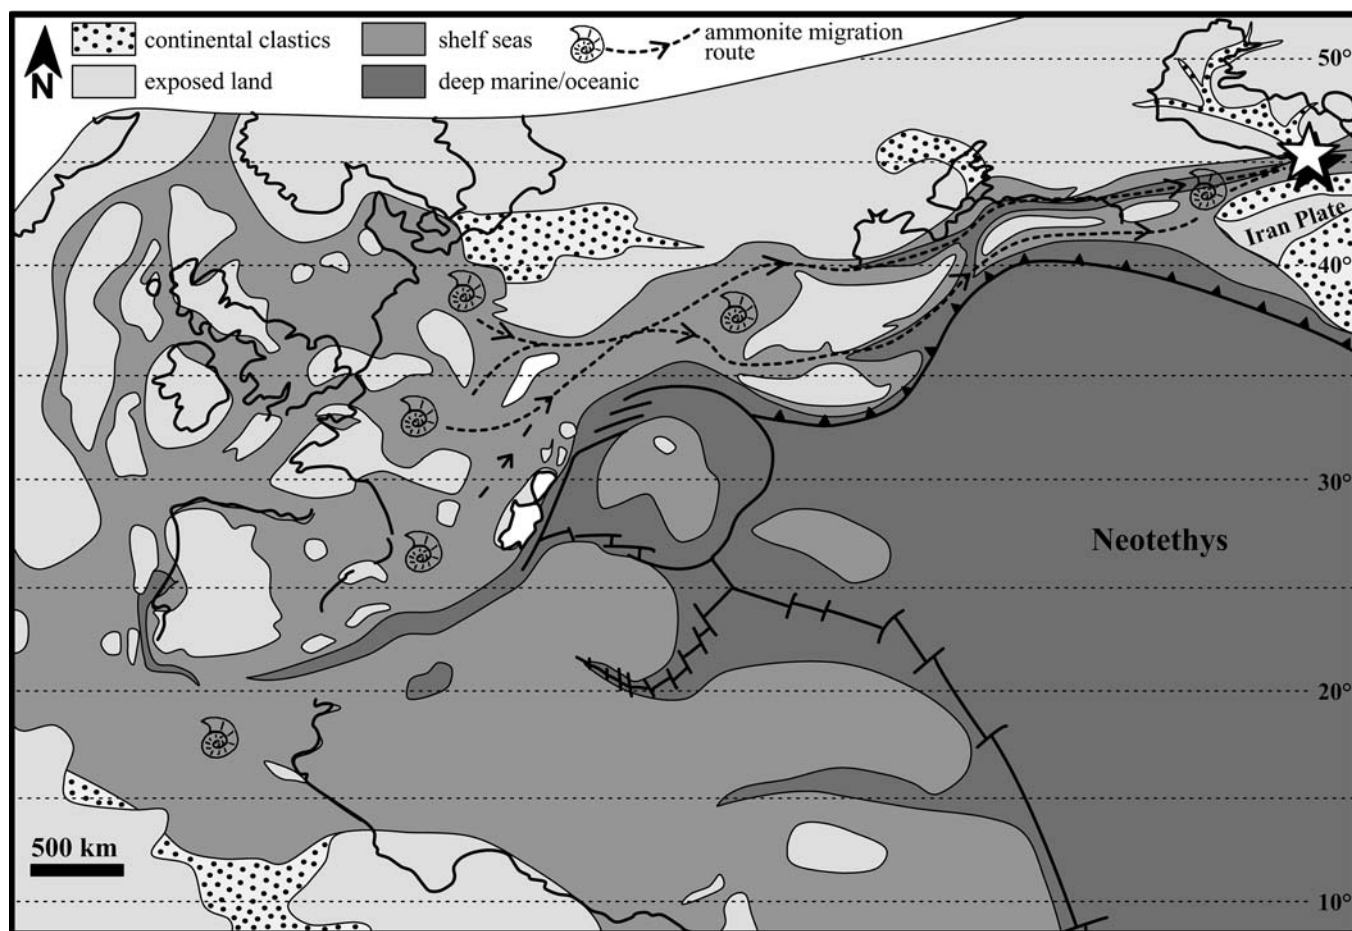 continental clastics
exposed land
shelf seas
deep marine/oceanic
ammonite migration
route
N
50°
40°
Iran Plate
30°
Neotethys
20°
10°
500 km